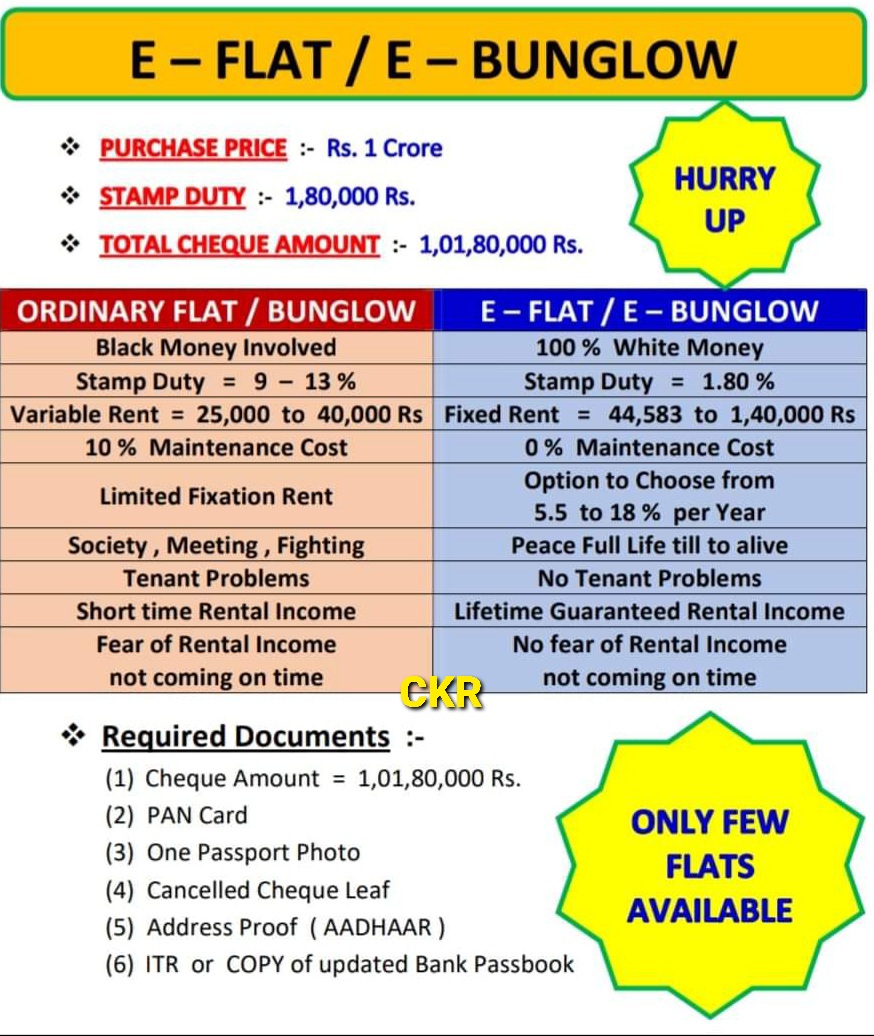 E – FLAT / E – BUNGLOW
❖ PURCHASE PRICE :- Rs. 1 Crore
❖ STAMP DUTY :- 1,80,000 Rs.
❖ TOTAL CHEQUE AMOUNT :- 1,01,80,000 Rs.
HURRY
UP
ORDINARY FLAT / BUNGLOW E – FLAT / E – BUNGLOW
Black Money Involved 100 % White Money
Stamp Duty = 9 – 13 % Stamp Duty = 1.80 %
Variable Rent = 25,000 to 40,000 Rs Fixed Rent = 44,583 to 1,40,000 Rs
10 % Maintenance Cost 0 % Maintenance Cost
Limited Fixation Rent
Option to Choose from
5.5 to 18 % per Year
Society , Meeting , Fighting Peace Full Life till to alive
Tenant Problems No Tenant Problems
Short time Rental Income Lifetime Guaranteed Rental Income
Fear of Rental Income
not coming on time
No fear of Rental Income
not coming on time
CKR
❖ Required Documents :-
(1) Cheque Amount = 1,01,80,000 Rs.
(2) PAN Card
(3) One Passport Photo
(4) Cancelled Cheque Leaf
(5) Address Proof ( AADHAAR )
(6) ITR or COPY of updated Bank Passbook
ONLY FEW
FLATS
AVAILABLE